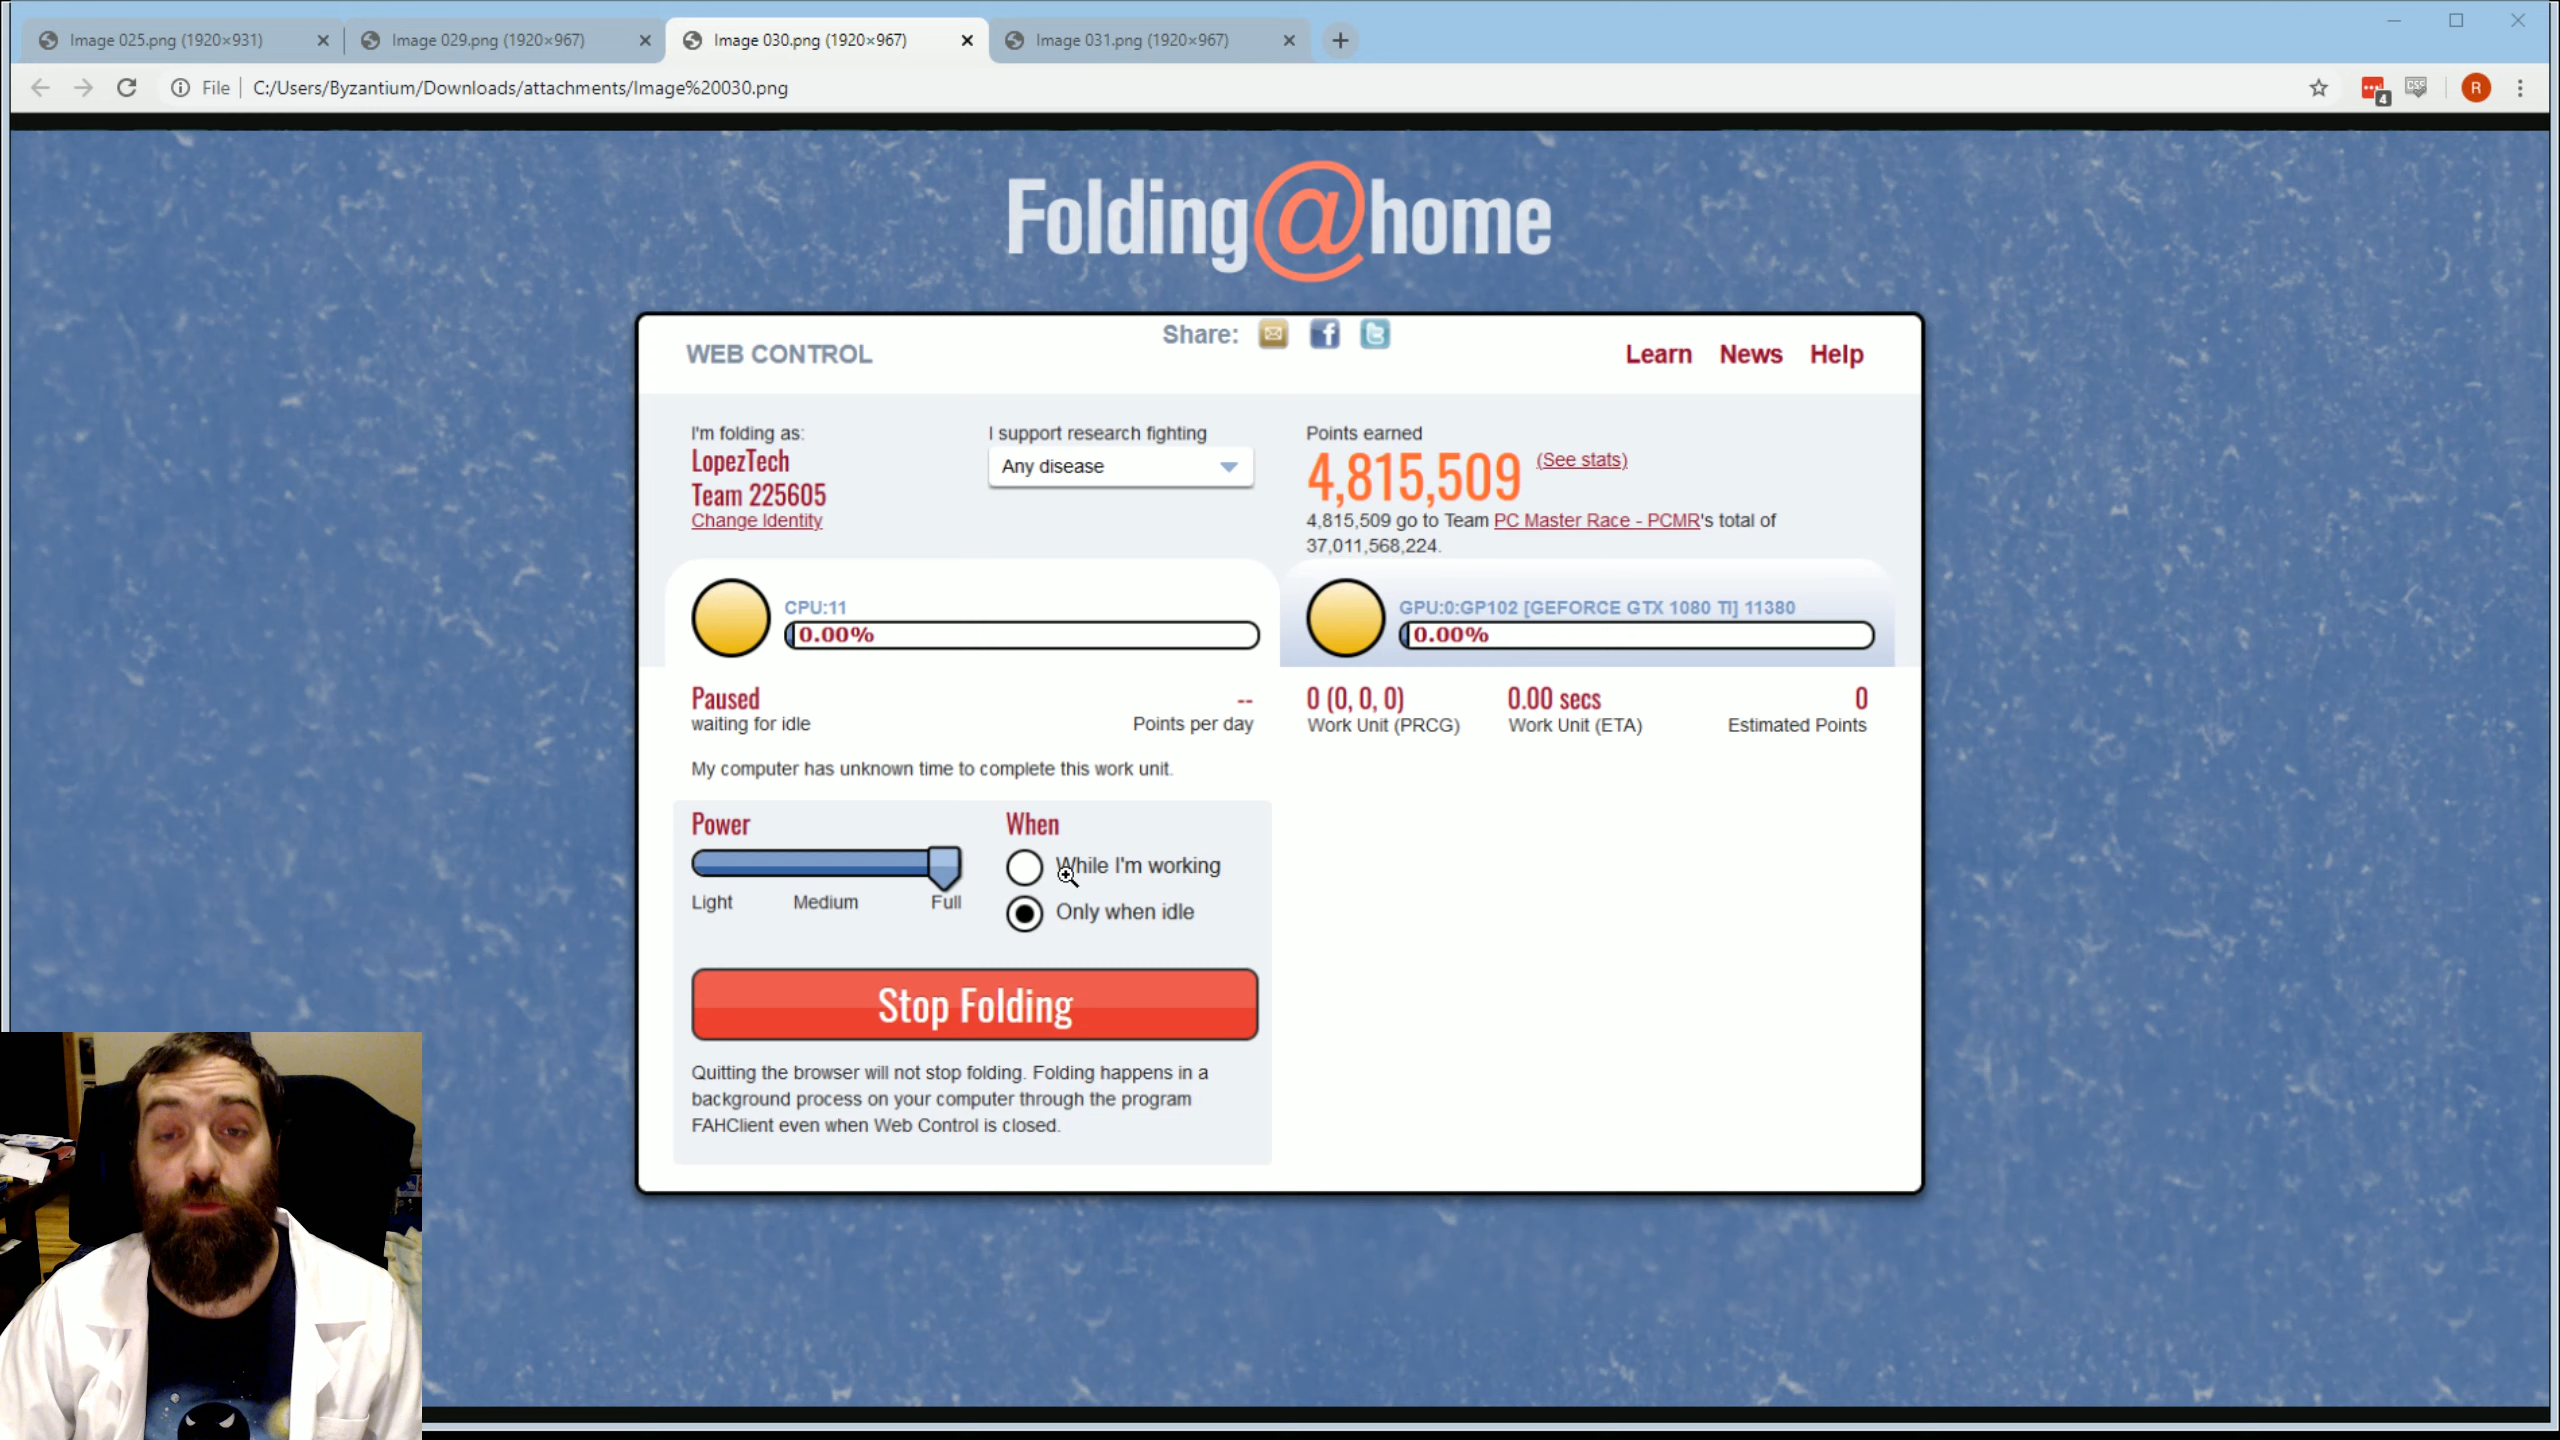 Image 025.png (1920×931)
Image 029.png (1920×967)
Image 030.png (1920×967)
Image 031.png (1920×967)
File
C:/Users/Byzantium/Downloads/attachments/Image%20030.png
4
CSS
R
Folding@home
WEB CONTROL
Share:
Learn News Help
I'm folding as:
LopezTech
Team 225605
Change Identity
I support research fighting
Any disease
Points earned
4,815,509 (See stats)
4,815,509 go to Team PC Master Race - PCMR's total of
37,011,568,224.
CPU:11
0.00%
GPU:0:GP102 [GEFORCE GTX 1080 TI] 11380
0.00%
Paused
waiting for idle
--
Points per day
0 (0, 0, 0)
Work Unit (PRCG)
0.00 secs
Work Unit (ETA)
0
Estimated Points
My computer has unknown time to complete this work unit.
Power
Light Medium Full
When
While I'm working
Only when idle
Stop Folding
Quitting the browser will not stop folding. Folding happens in a
background process on your computer through the program
FAHClient even when Web Control is closed.